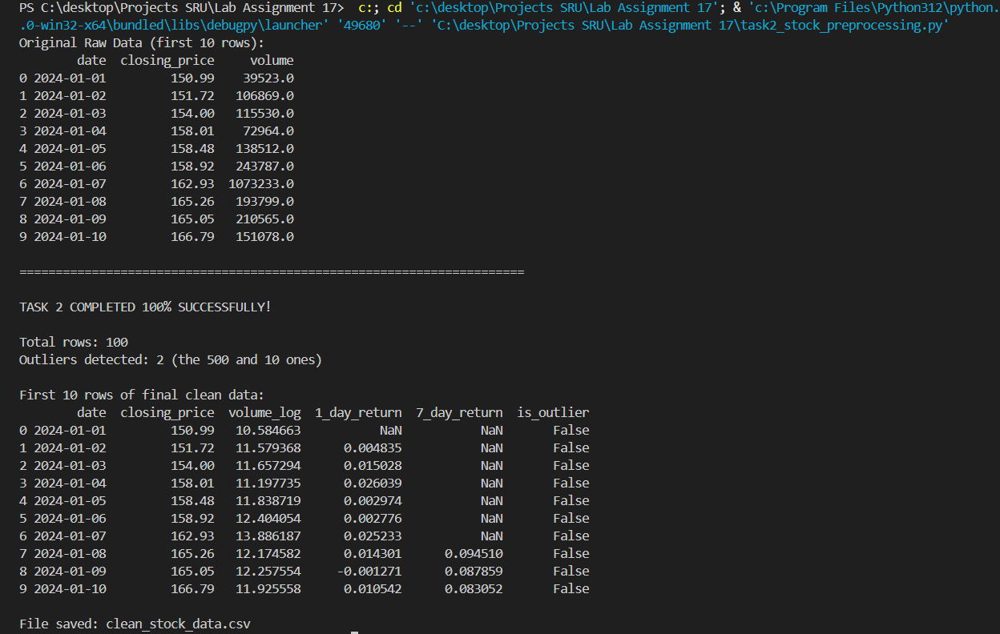 PS C:\desktop\Projects SRU\Lab Assignment 17>  c:; cd 'c:\desktop\Projects SRU\Lab Assignment 17'; & 'c:\Program Files\Python312\python.
.0-win32-x64\bundled\libs\debugpy\launcher' '49680' '--' 'C:\desktop\Projects SRU\Lab Assignment 17\task2_stock_preprocessing.py'
Original Raw Data (first 10 rows):
        date  closing_price     volume
0 2024-01-01         150.99    39523.0
1 2024-01-02         151.72   106869.0
2 2024-01-03         154.00   115530.0
3 2024-01-04         158.01    72964.0
4 2024-01-05         158.48   138512.0
5 2024-01-06         158.92   243787.0
6 2024-01-07         162.93  1073233.0
7 2024-01-08         165.26   193799.0
8 2024-01-09         165.05   210565.0
9 2024-01-10         166.79   151078.0
======================================================================
TASK 2 COMPLETED 100% SUCCESSFULLY!
Total rows: 100
Outliers detected: 2 (the 500 and 10 ones)
First 10 rows of final clean data:
        date  closing_price  volume_log  1_day_return  7_day_return  is_outlier
0 2024-01-01         150.99   10.584663           NaN           NaN       False
1 2024-01-02         151.72   11.579368      0.004835           NaN       False
2 2024-01-03         154.00   11.657294      0.015028           NaN       False
3 2024-01-04         158.01   11.197735      0.026039           NaN       False
4 2024-01-05         158.48   11.838719      0.002974           NaN       False
5 2024-01-06         158.92   12.404054      0.002776           NaN       False
6 2024-01-07         162.93   13.886187      0.025233           NaN       False
7 2024-01-08         165.26   12.174582      0.014301      0.094510       False
8 2024-01-09         165.05   12.257554     -0.001271      0.087859       False
9 2024-01-10         166.79   11.925558      0.010542      0.083052       False
File saved: clean_stock_data.csv